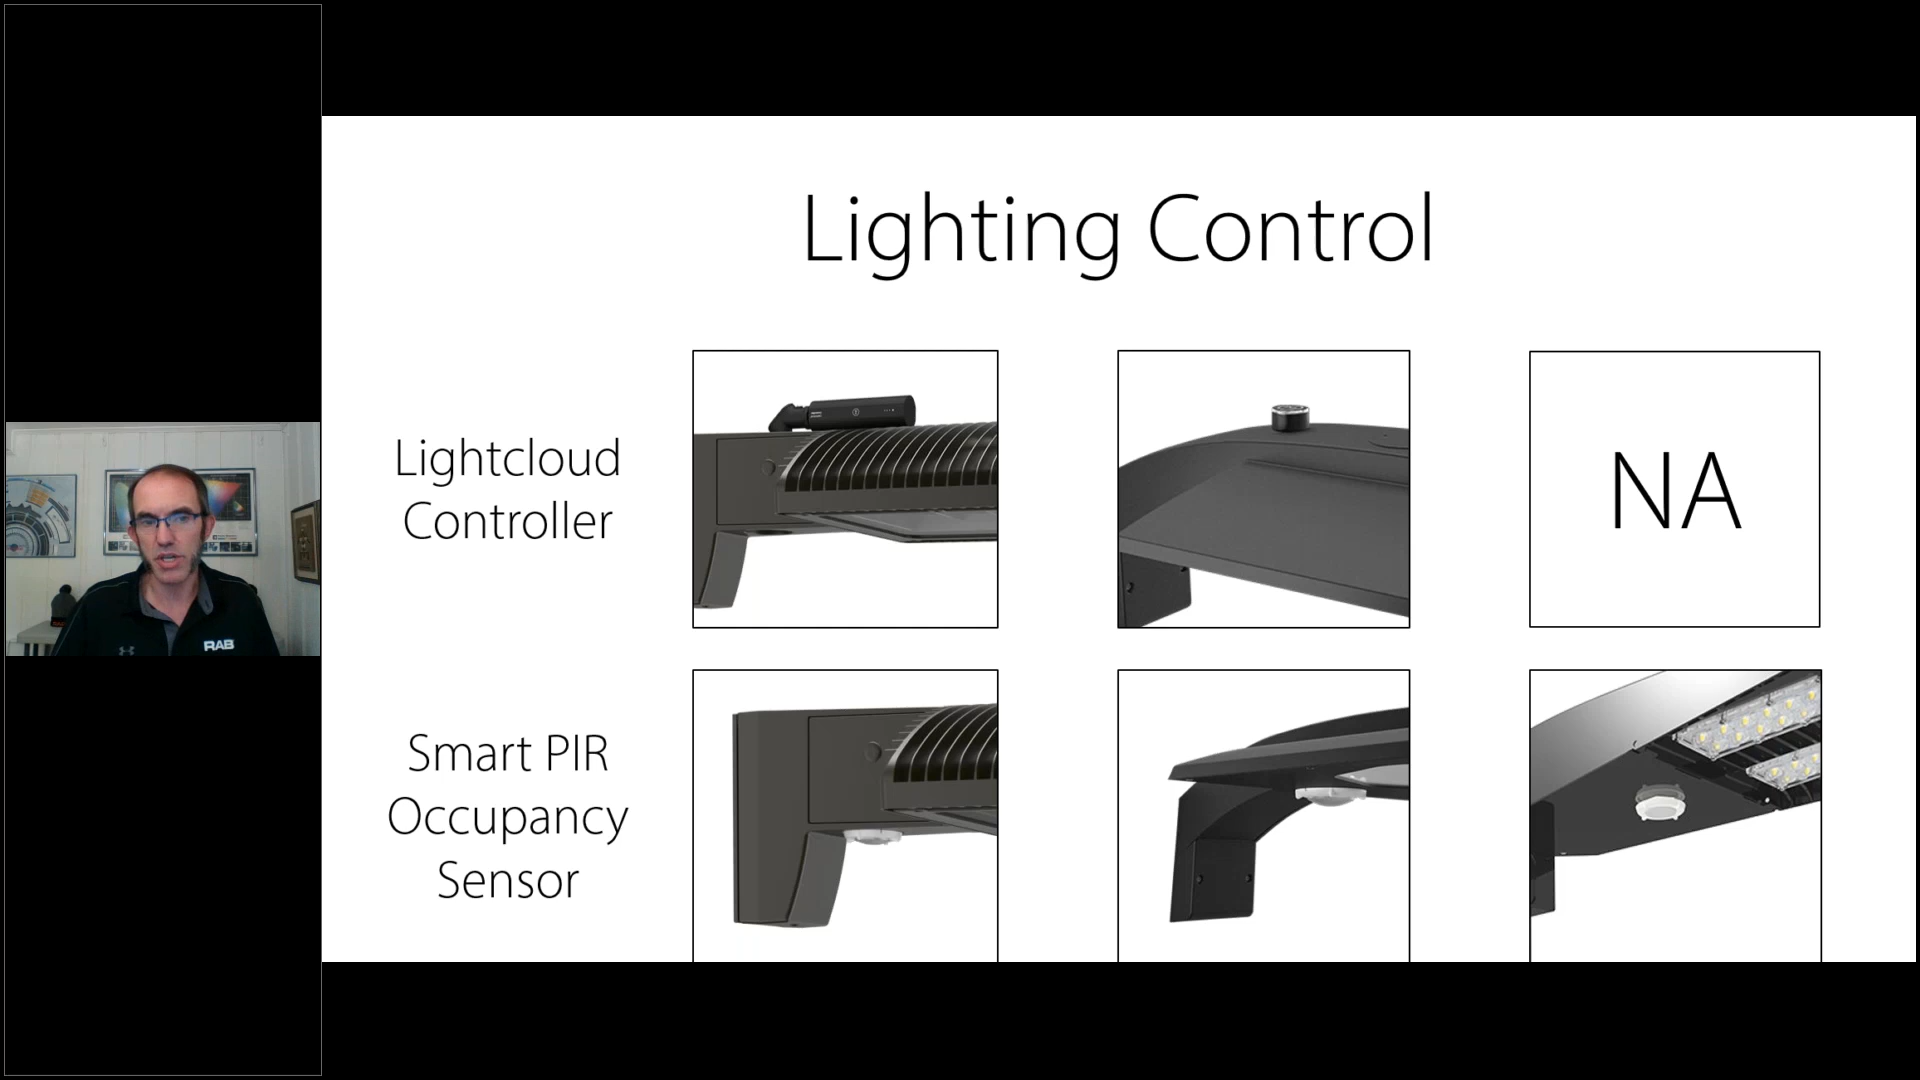 Lighting Control
Lightcloud
Controller
NA
Smart PIR
Occupancy
Sensor
RAB